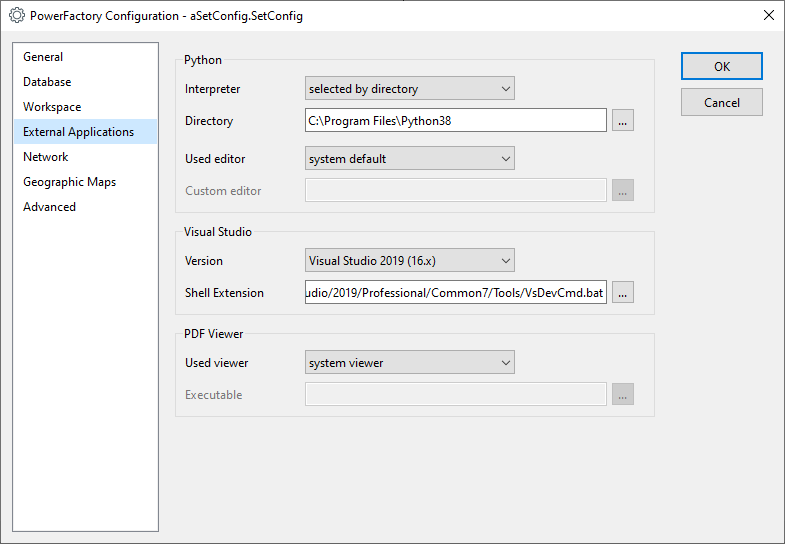 PowerFactory Configuration - aSetConfig.SetConfig
General
Database
Workspace
External Applications
Network
Geographic Maps
Advanced
Python
Interpreter selected by directory
Directory C:\Program Files\Python38 ...
Used editor system default
Custom editor ...
Visual Studio
Version Visual Studio 2019 (16.x)
Shell Extension udio/2019/Professional/Common7/Tools/VsDevCmd.bat ...
PDF Viewer
Used viewer system viewer
Executable ...
OK
Cancel